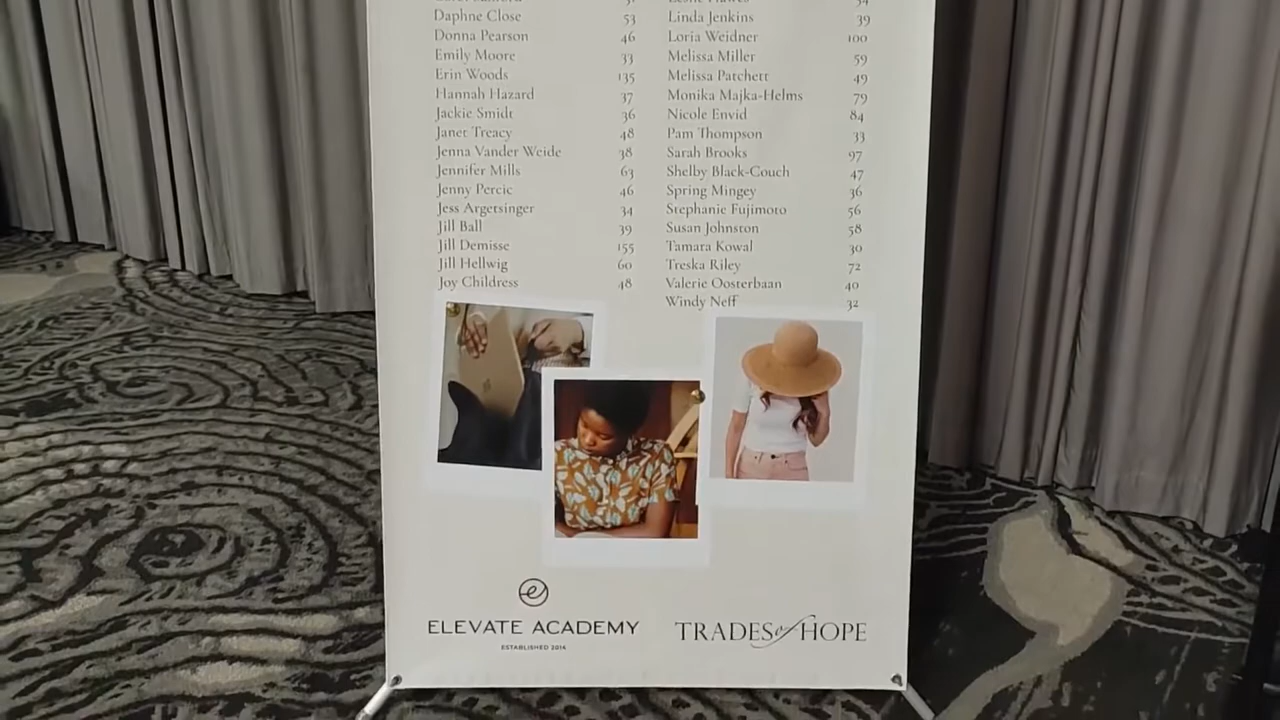 Daphne Close 53
Donna Pearson 46
Emily Moore 33
Erin Woods 135
Hannah Hazard 37
Jackie Smidt 36
Janet Treacy 48
Jenna Vander Weide 38
Jennifer Mills 63
Jenny Percic 46
Jess Argetsinger 34
Jill Ball 39
Jill Demisse 155
Jill Hellwig 60
Joy Childress 48
Linda Jenkins 39
Loria Weidner 100
Melissa Miller 59
Melissa Patchett 49
Monika Majka-Helms 79
Nicole Envid 84
Pam Thompson 33
Sarah Brooks 97
Shelby Black-Couch 47
Spring Mingey 36
Stephanie Fujimoto 56
Susan Johnston 58
Tamara Kowal 30
Treska Riley 72
Valerie Oosterbaan 40
Windy Neff 32
e
ELEVATE ACADEMY
ESTABLISHED 2014
TRADES of HOPE